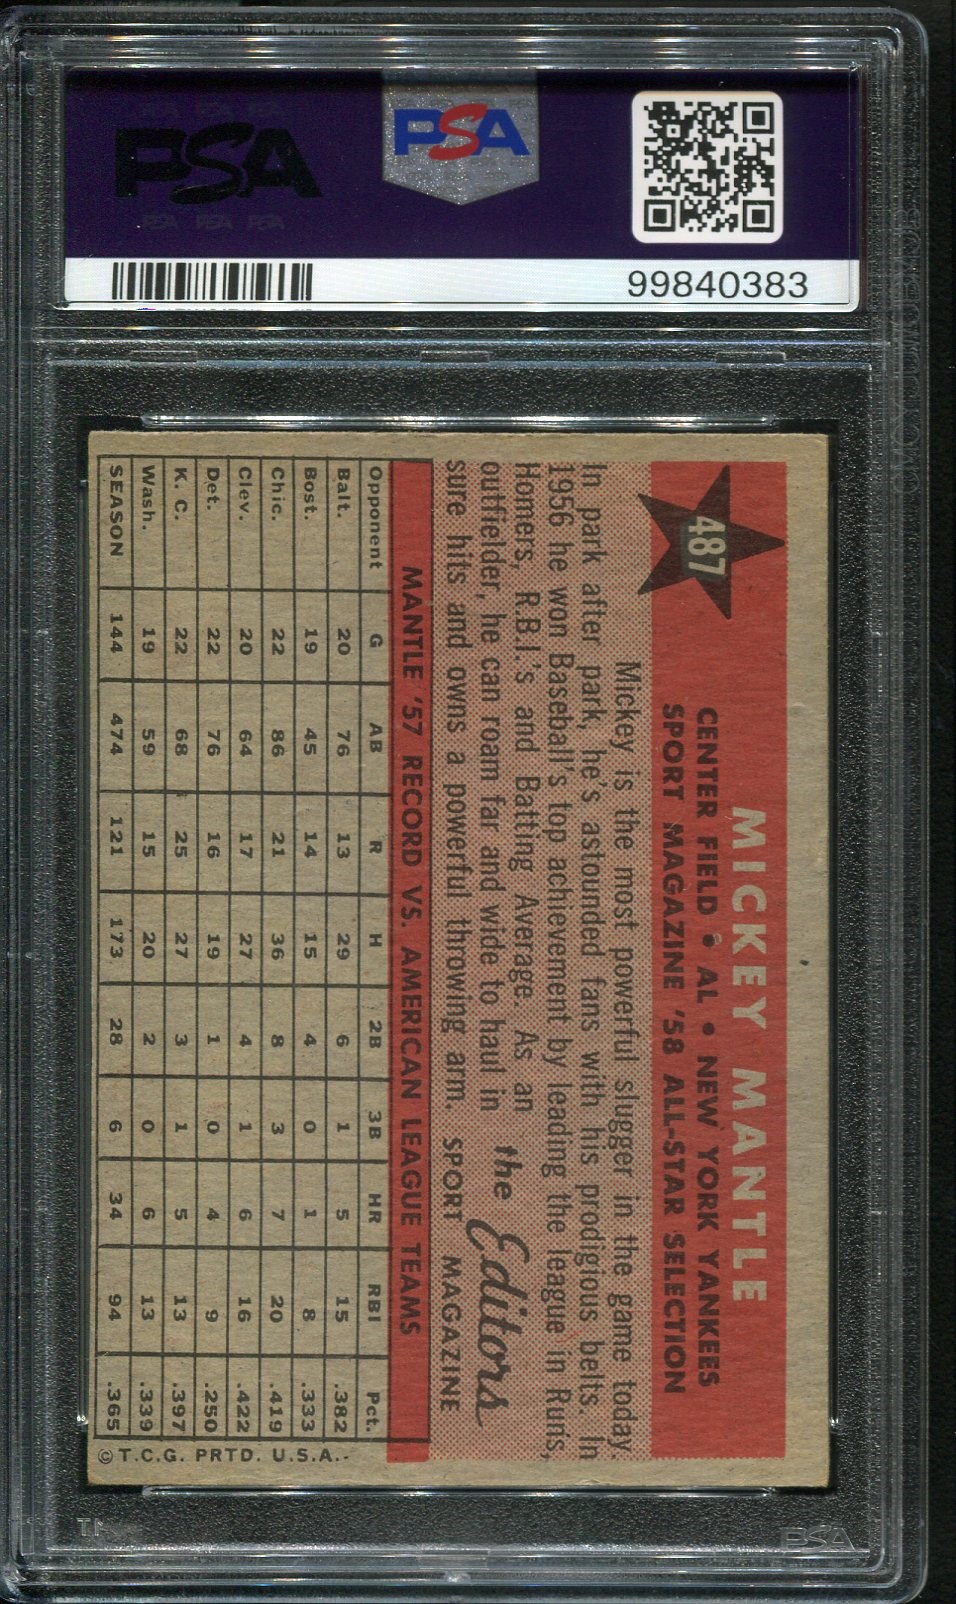 PSA
PSA PSA PSA
PSA
99840383
487
MICKEY MANTLE
CENTER FIELD • AL • NEW YORK YANKEES
SPORT MAGAZINE '58 ALL-STAR SELECTION
Mickey is the most powerful slugger in the game today.
In park after park, he's astounded fans with his prodigious belts. In
1956 he won Baseball's top achievement by leading the league in Runs,
Homers, R.B.I.'s and Batting Average. As an
outfielder, he can roam far and wide to haul in
sure hits and owns a powerful throwing arm.
the Editors
SPORT MAGAZINE
MANTLE '57 RECORD VS. AMERICAN LEAGUE TEAMS
Opponent G AB R H 2B 3B HR RBI Pct.
Balt. 20 76 13 29 6 1 5 15 .382
Bost. 19 45 14 15 4 0 1 8 .333
Chic. 22 86 21 36 8 3 7 20 .419
Clev. 20 64 17 27 4 1 6 16 .422
Det. 22 76 16 19 1 0 4 9 .250
K. C. 22 68 25 27 3 1 5 13 .397
Wash. 19 59 15 20 2 0 6 13 .339
SEASON 144 474 121 173 28 6 34 94 .365
© T.C.G. PRTD. U.S.A.
PSA